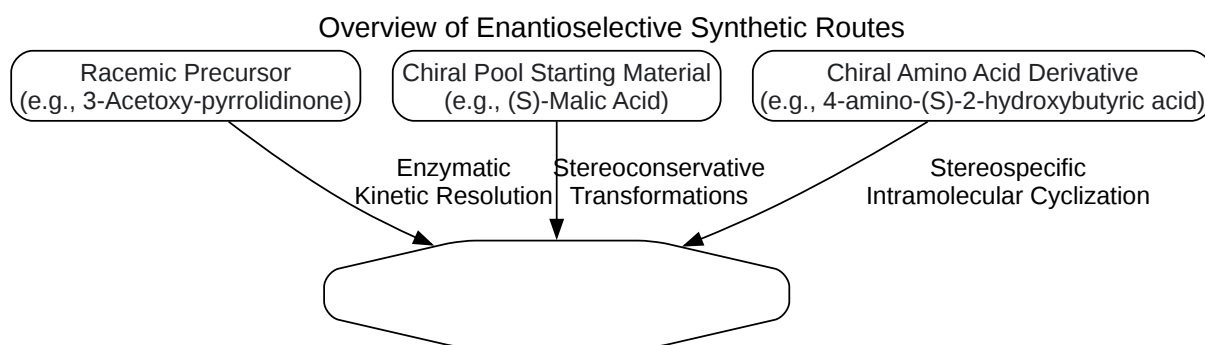 Overview of Enantioselective Synthetic Routes
Racemic Precursor
(e.g., 3-Acetoxy-pyrrolidinone)
Chiral Pool Starting Material
(e.g., (S)-Malic Acid)
Chiral Amino Acid Derivative
(e.g., 4-amino-(S)-2-hydroxybutyric acid)
Enzymatic
Kinetic Resolution
Stereoconservative
Transformations
Stereospecific
Intramolecular Cyclization